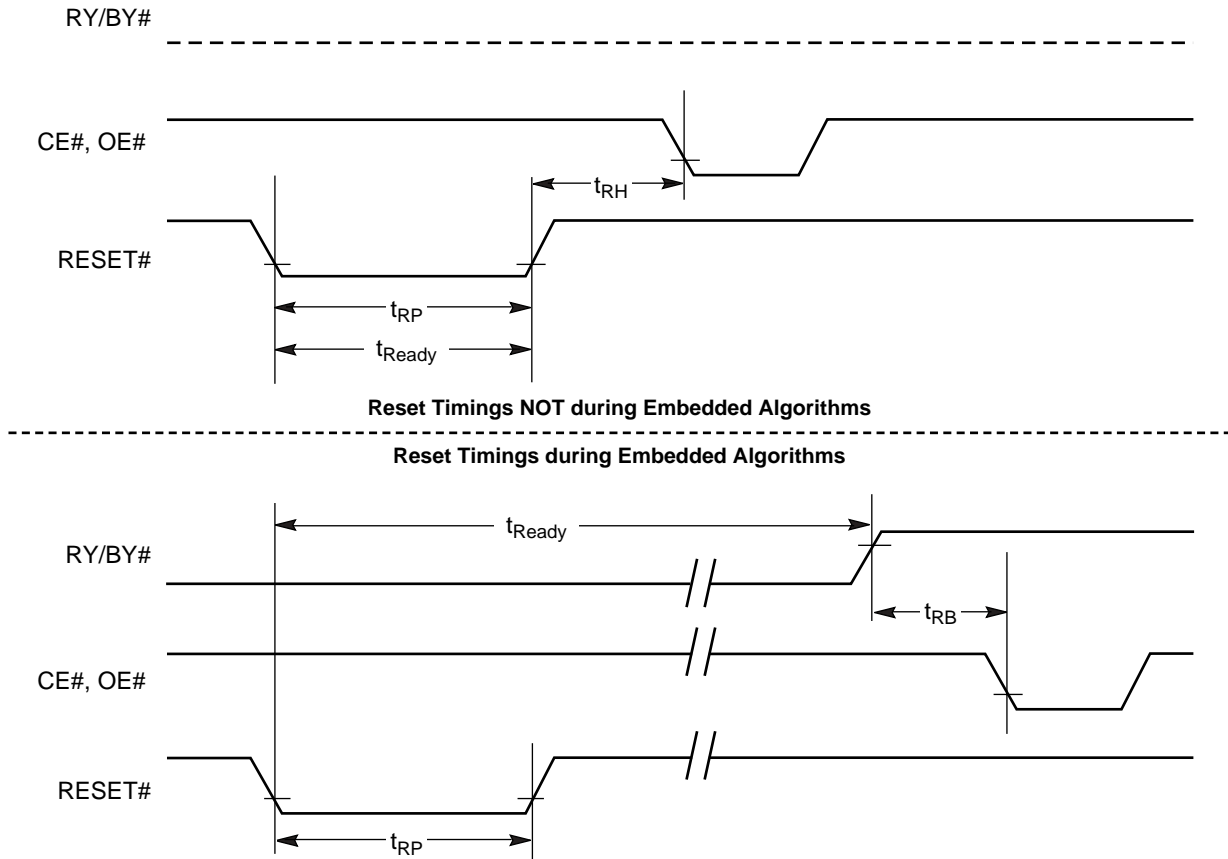 RY/BY#
CE#, OE#
tRH
RESET#
tRP
tReady
Reset Timings NOT during Embedded Algorithms
Reset Timings during Embedded Algorithms
tReady
RY/BY#
tRB
CE#, OE#
RESET#
tRP